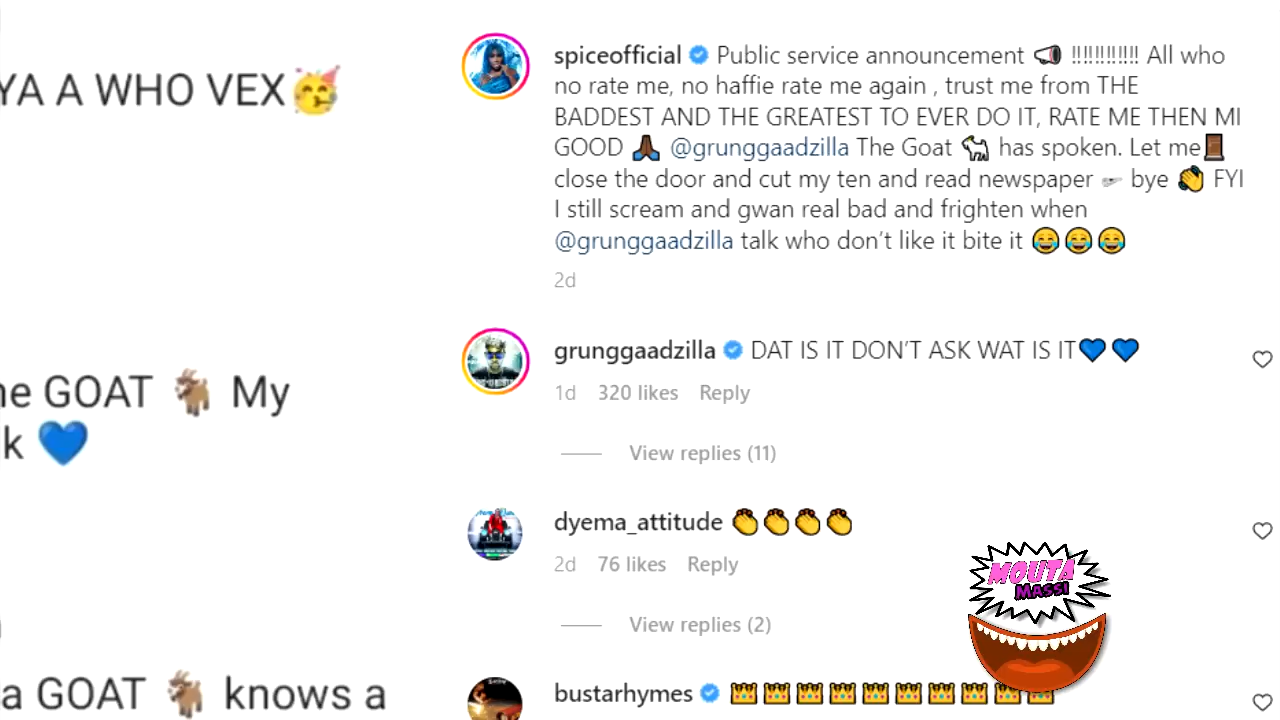 YA A WHO VEX🥳
he GOAT 🐐 My
k 💙
a GOAT 🐐 knows a
spiceofficial Public service announcement 📣 !!!!!!!!!!!! All who
no rate me, no haffie rate me again , trust me from THE
BADDEST AND THE GREATEST TO EVER DO IT, RATE ME THEN MI
GOOD 🙏🏾 @grunggaadzilla The Goat 🐐 has spoken. Let me🚪
close the door and cut my ten and read newspaper 🗞 bye 👏 FYI
I still scream and gwan real bad and frighten when
@grunggaadzilla talk who don’t like it bite it 😂😂😂
2d
grunggaadzilla DAT IS IT DON’T ASK WAT IS IT💙💙
1d 320 likes Reply
View replies (11)
dyema_attitude 👏👏👏👏
2d 76 likes Reply
View replies (2)
MOUTA
MASSI
bustarhymes 👑👑👑👑👑👑👑👑👑👑